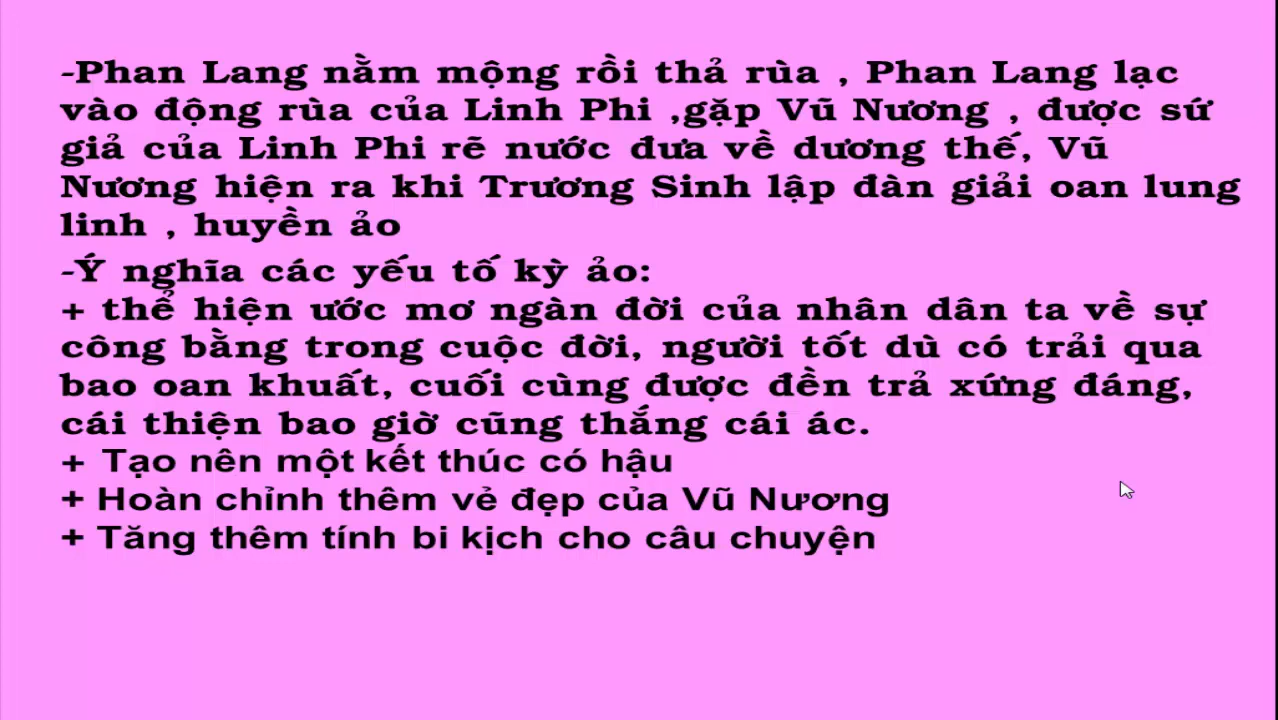 -Phan Lang nằm mộng rồi thả rùa , Phan Lang lạc
vào động rùa của Linh Phi ,gặp Vũ Nương , được sứ
giả của Linh Phi rẽ nước đưa về dương thế, Vũ
Nương hiện ra khi Trương Sinh lập đàn giải oan lung
linh , huyền ảo
-Ý nghĩa các yếu tố kỳ ảo:
+ thể hiện ước mơ ngàn đời của nhân dân ta về sự
công bằng trong cuộc đời, người tốt dù có trải qua
bao oan khuất, cuối cùng được đền trả xứng đáng,
cái thiện bao giờ cũng thắng cái ác.
+ Tạo nên một kết thúc có hậu
+ Hoàn chỉnh thêm vẻ đẹp của Vũ Nương
+ Tăng thêm tính bi kịch cho câu chuyện